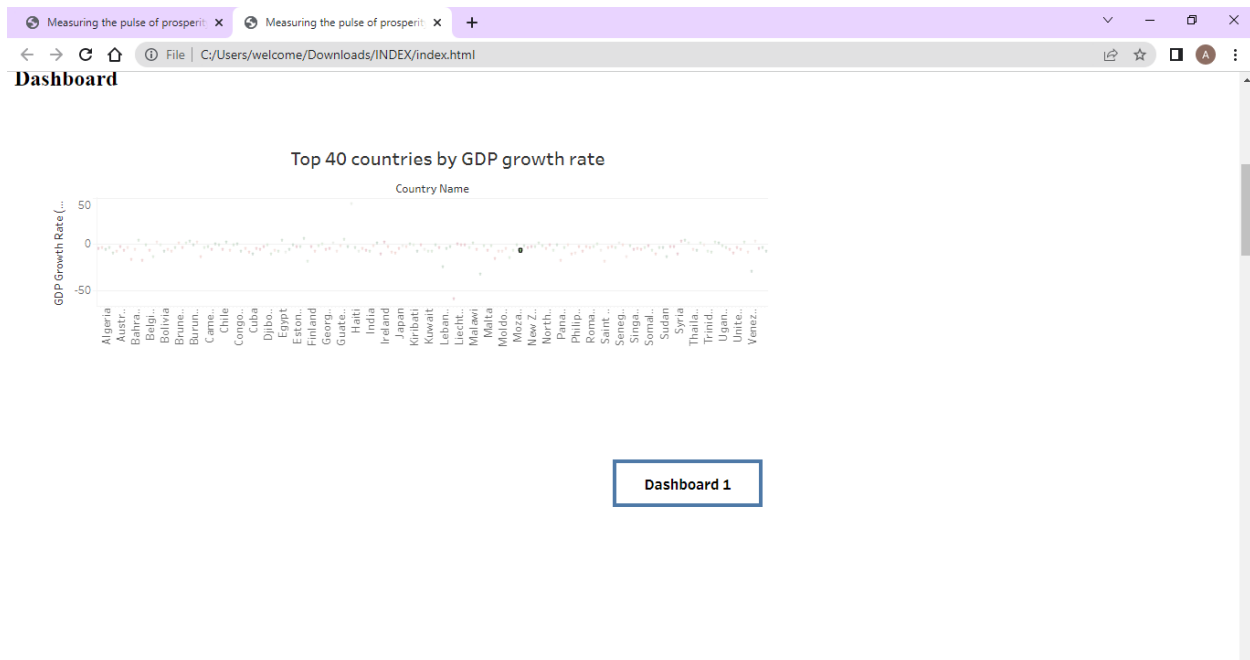 Measuring the pulse of prosperit
Measuring the pulse of prosperit
File
C:/Users/welcome/Downloads/INDEX/index.html
A
Dashboard
Top 40 countries by GDP growth rate
Country Name
GDP Growth Rate (...
50
0
-50
Algeria
Austr..
Bahra..
Belgi..
Bolivia
Brune..
Burun..
Came..
Chile
Congo..
Cuba
Djibo..
Egypt
Eston..
Finland
Georg..
Guate..
Haiti
India
Ireland
Japan
Kiribati
Kuwait
Leban..
Liecht..
Malawi
Malta
Moldo..
Moza..
New Z..
North..
Pana..
Philip..
Roma..
Saint ..
Seneg..
Singa..
Somal..
Sudan
Syria
Thaila..
Trinid..
Ugan..
Unite..
Venez..
Dashboard 1